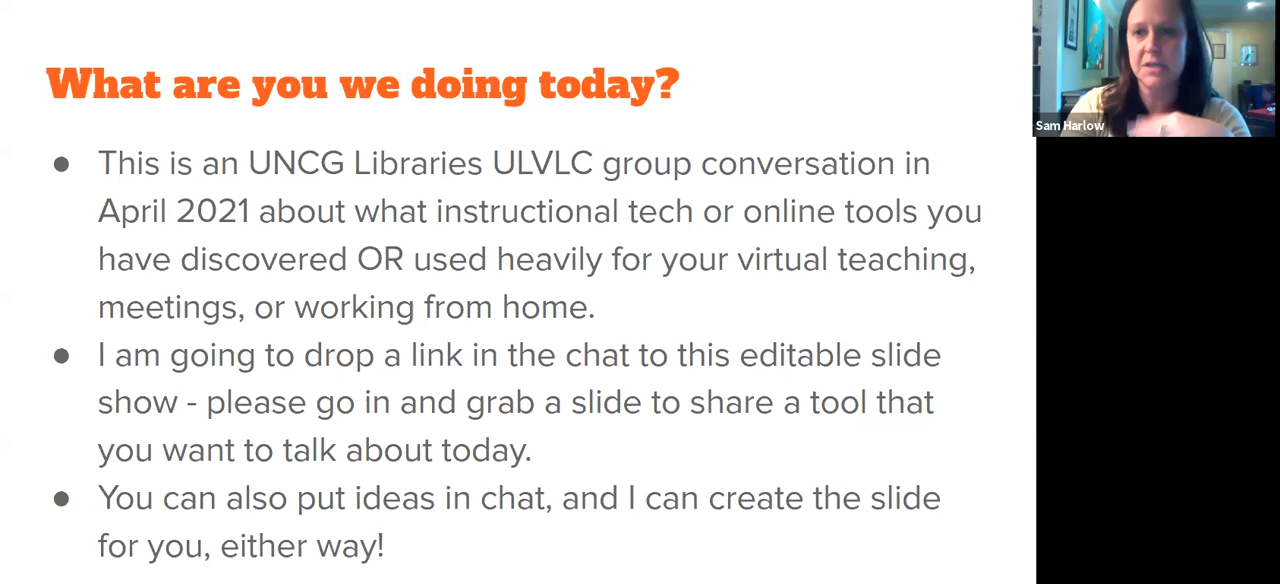 What are you we doing today?
● This is an UNCG Libraries ULVLC group conversation in
April 2021 about what instructional tech or online tools you
have discovered OR used heavily for your virtual teaching,
meetings, or working from home.
● I am going to drop a link in the chat to this editable slide
show - please go in and grab a slide to share a tool that
you want to talk about today.
● You can also put ideas in chat, and I can create the slide
for you, either way!
Sam Harlow